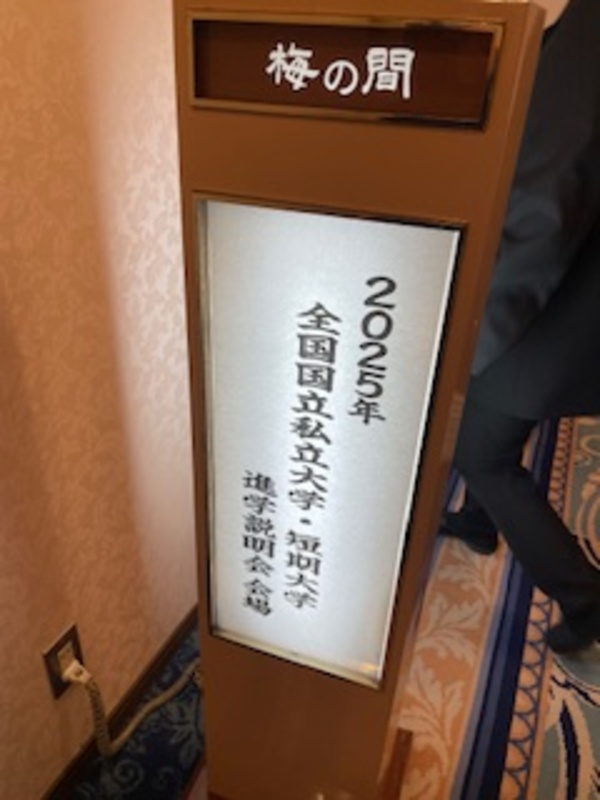 梅の間
2025年
全国国立私立大学・短期大学
進学説明会会場